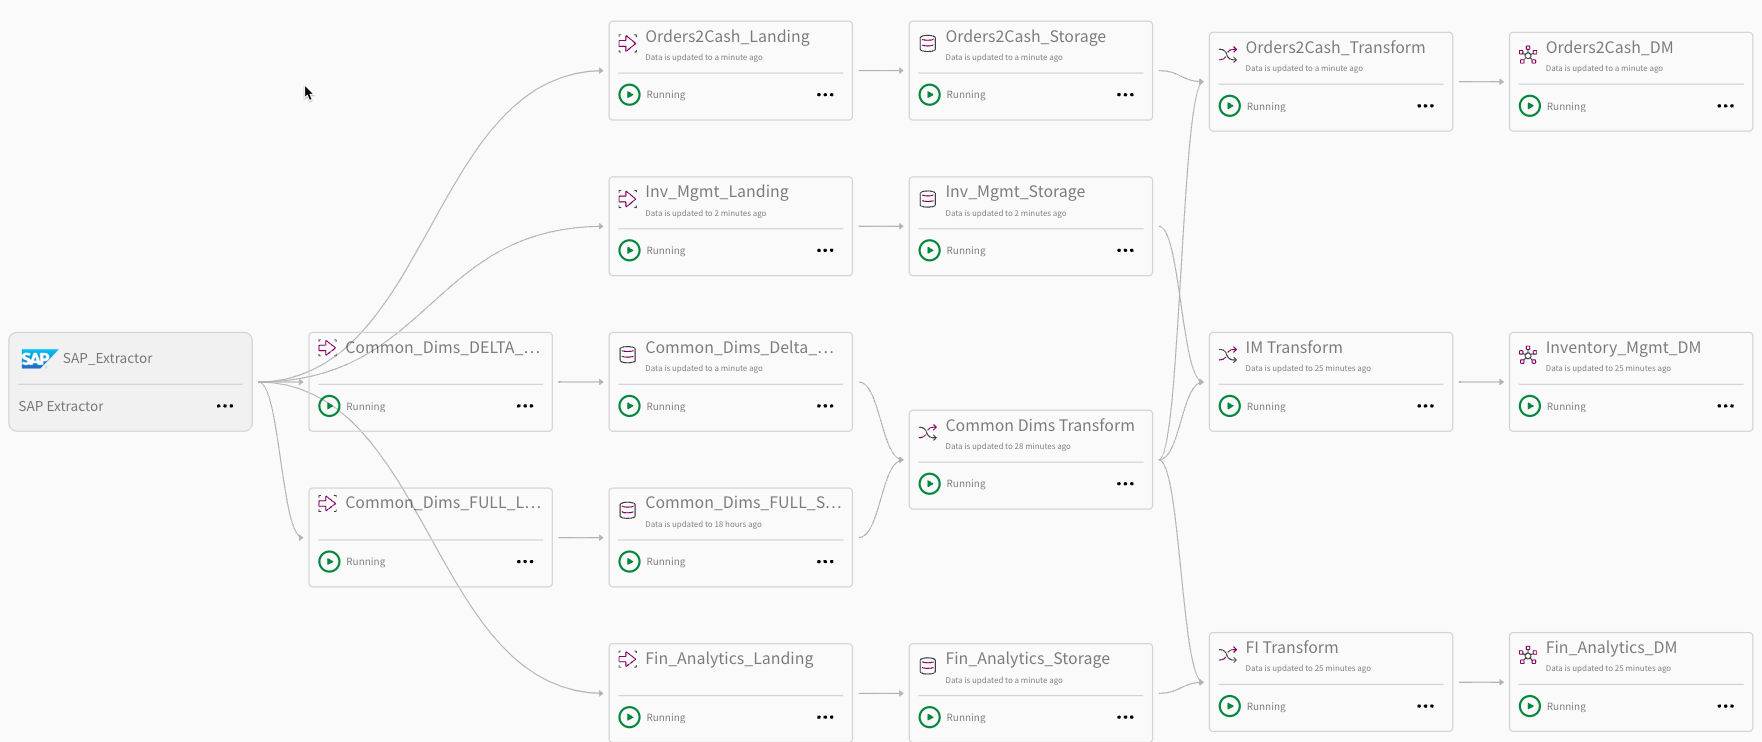 Orders2Cash_Landing
Data is updated to a minute ago
Running
Orders2Cash_Storage
Data is updated to a minute ago
Running
Orders2Cash_Transform
Data is updated to a minute ago
Running
Orders2Cash_DM
Data is updated to a minute ago
Running
Inv_Mgmt_Landing
Data is updated to 2 minutes ago
Running
Inv_Mgmt_Storage
Data is updated to 2 minutes ago
Running
SAP
SAP_Extractor
SAP Extractor
Common_Dims_DELTA_...
Running
Common_Dims_Delta_...
Data is updated to a minute ago
Running
IM Transform
Data is updated to 25 minutes ago
Running
Inventory_Mgmt_DM
Data is updated to 25 minutes ago
Running
Common Dims Transform
Data is updated to 28 minutes ago
Running
Common_Dims_FULL_L...
Running
Common_Dims_FULL_S...
Data is updated to 18 hours ago
Running
Fin_Analytics_Landing
Running
Fin_Analytics_Storage
Data is updated to a minute ago
Running
FI Transform
Data is updated to 25 minutes ago
Running
Fin_Analytics_DM
Data is updated to 25 minutes ago
Running